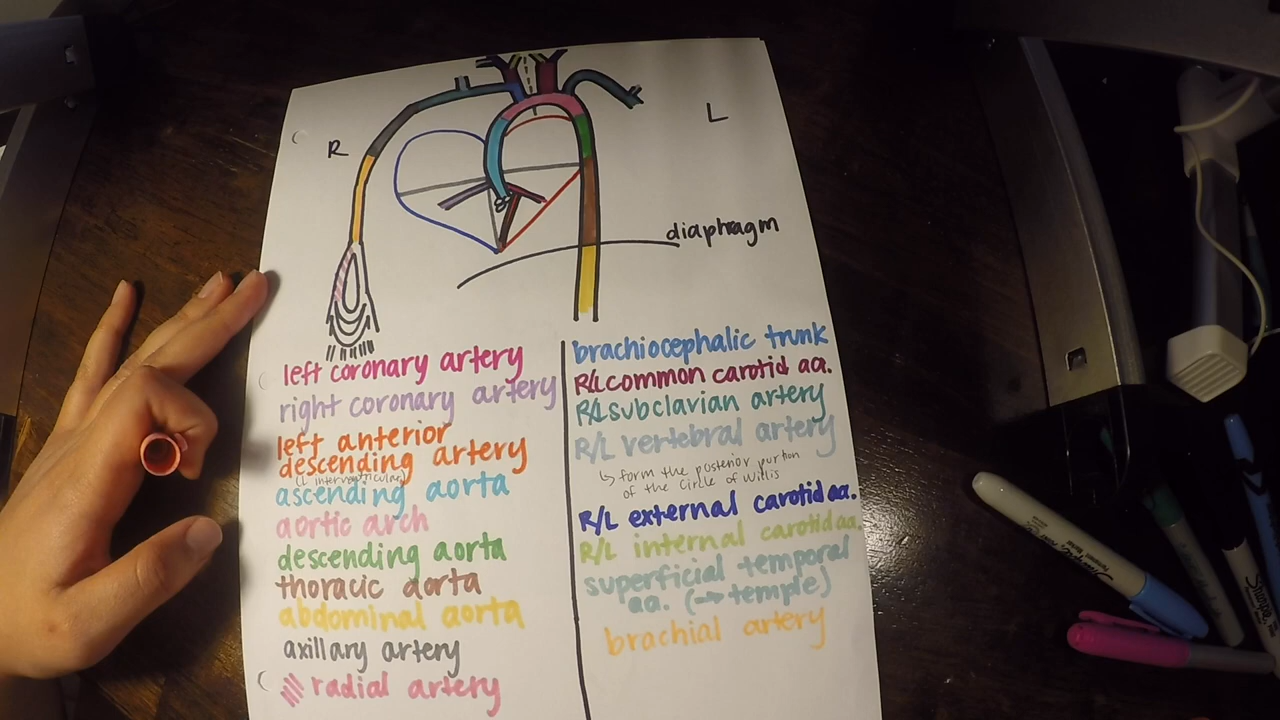 R
L
diaphragm
left coronary artery
right coronary artery
left anterior
descending artery
ascending aorta
aortic arch
descending aorta
thoracic aorta
abdominal aorta
axillary artery
radial artery
brachiocephalic trunk
R/L common carotid aa.
R/L subclavian artery
R/L vertebral artery
↳ form the posterior portion
of the Circle of Willis
R/L external carotid aa.
R/L internal carotid aa.
superficial temporal
aa. (→ temple)
brachial artery
Sharpie